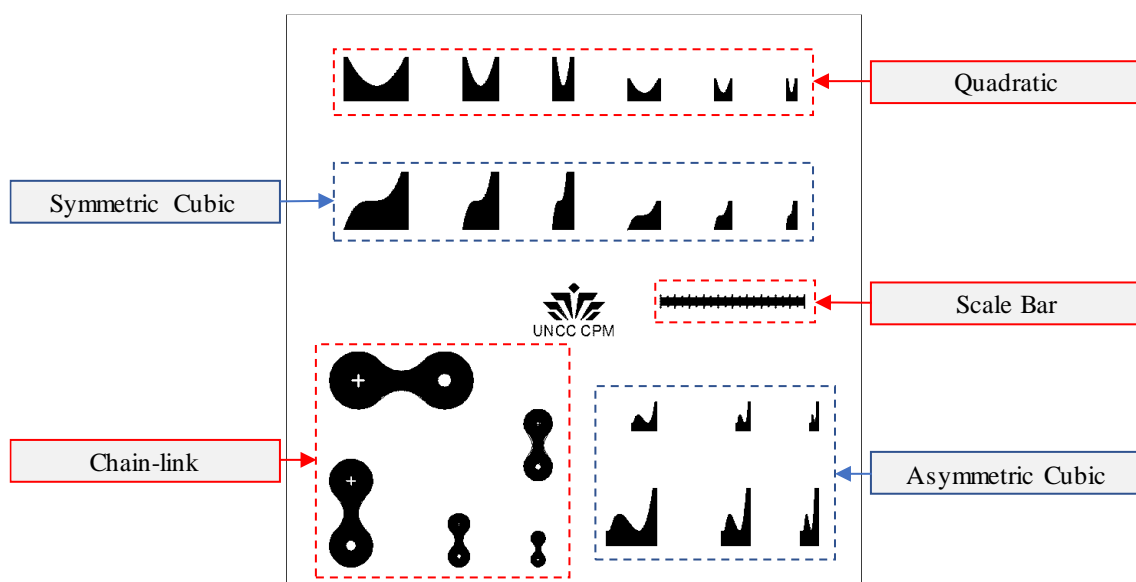 Quadratic
Symmetric Cubic
Scale Bar
UNCC CPM
Chain-link
Asymmetric Cubic